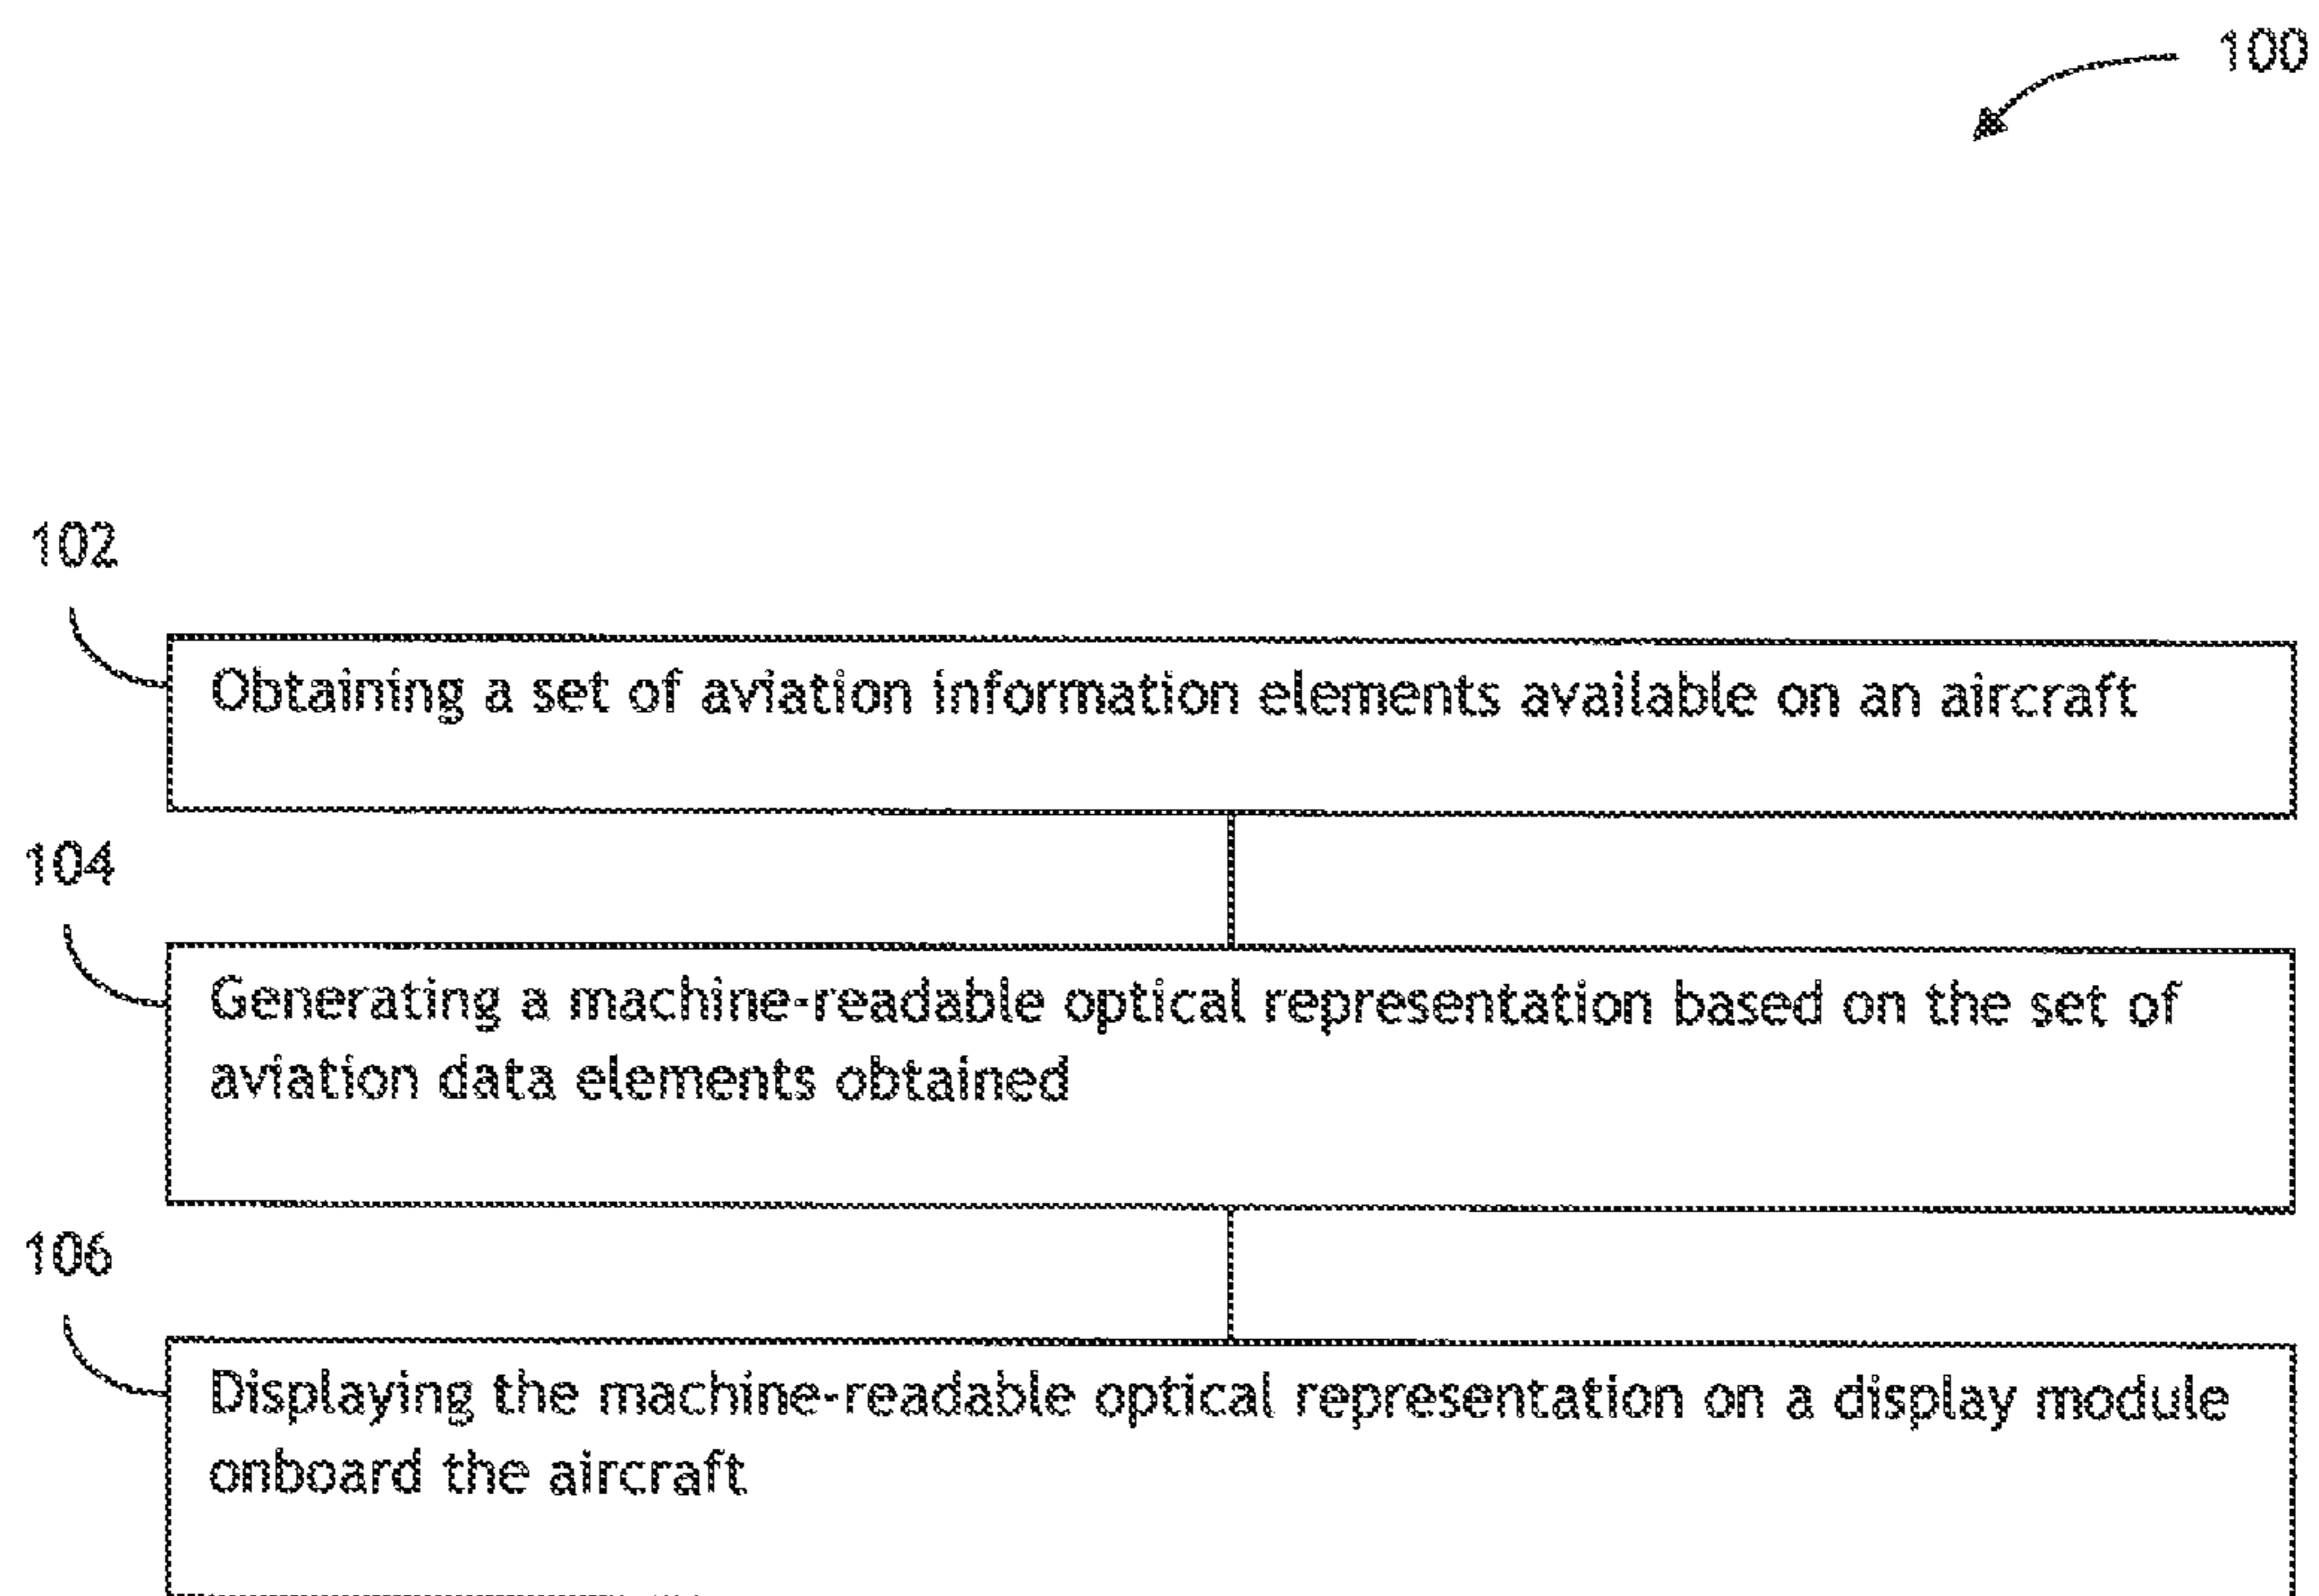 100
102
Obtaining a set of aviation information elements available on an aircraft
104
Generating a machine-readable optical representation based on the set of
aviation data elements obtained
106
Displaying the machine-readable optical representation on a display module
onboard the aircraft